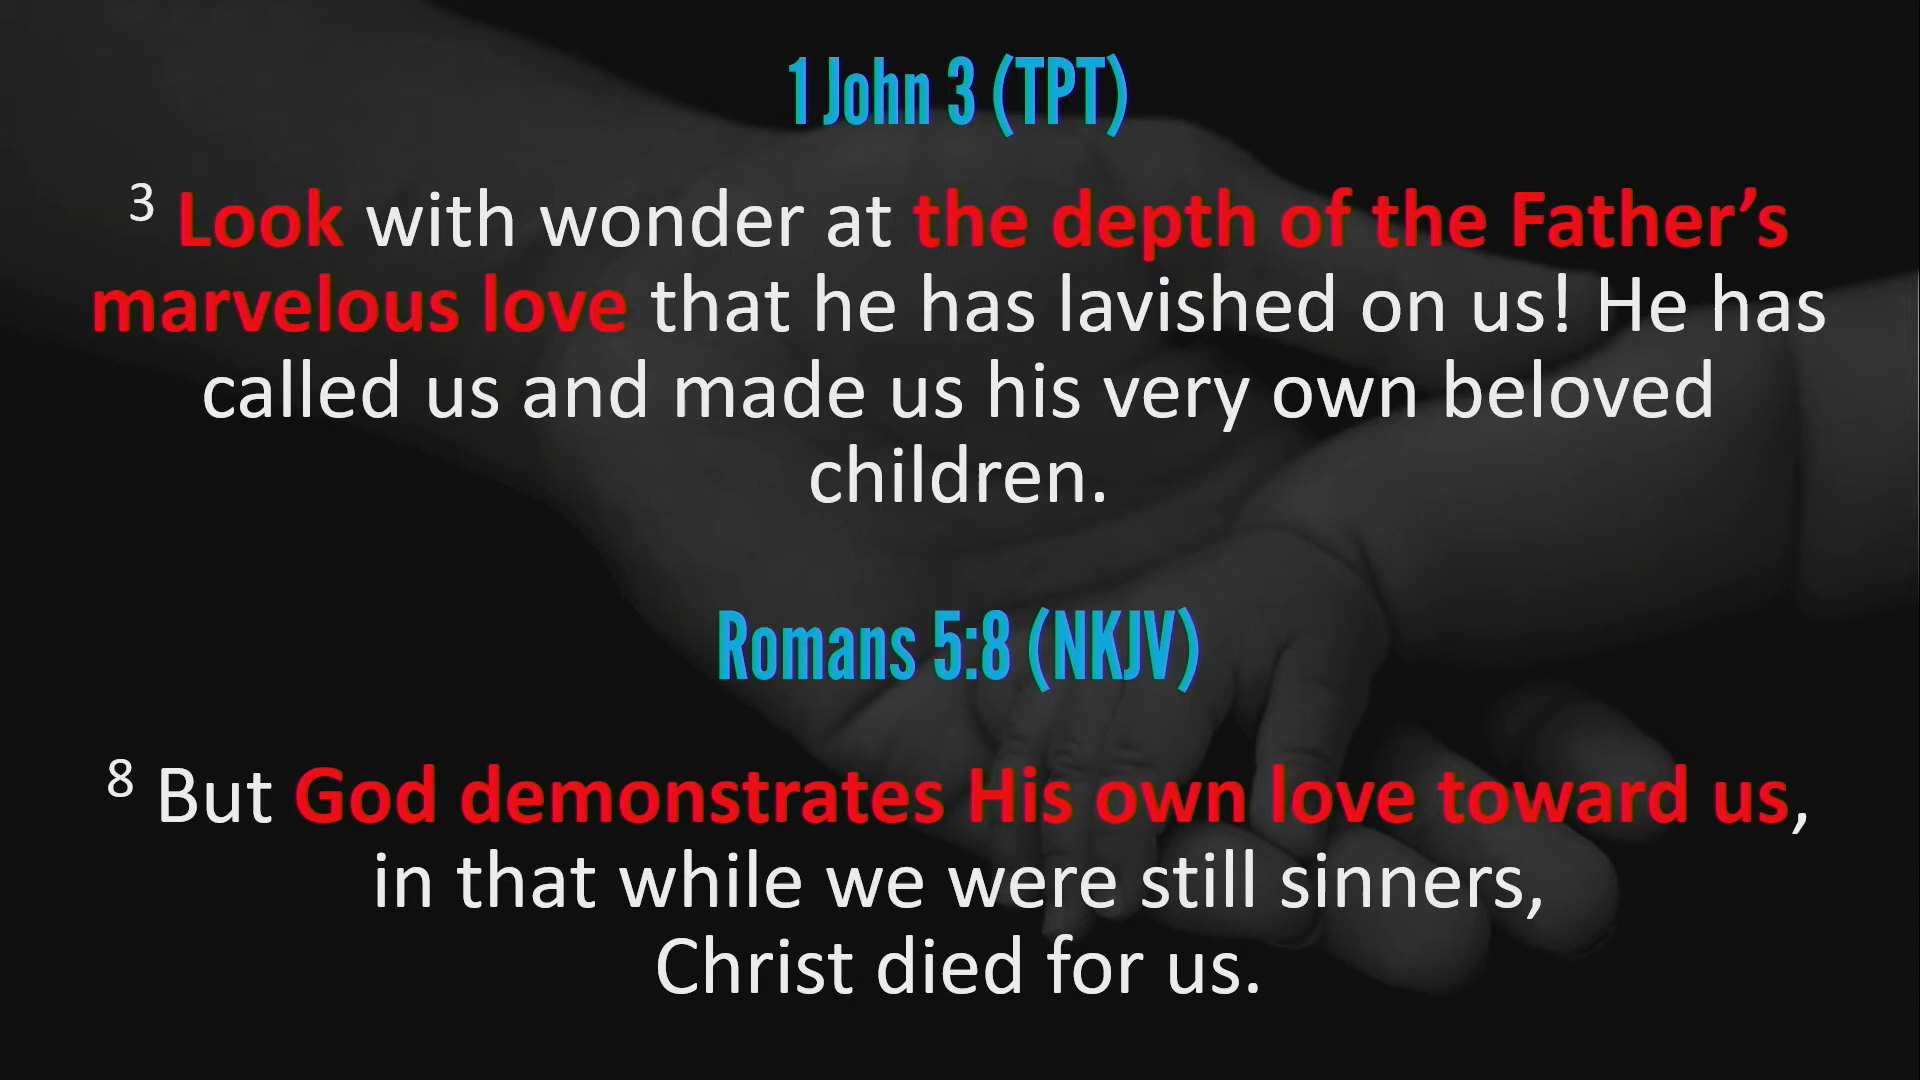 1 John 3 (TPT)
3 Look with wonder at the depth of the Father’s
marvelous love that he has lavished on us! He has
called us and made us his very own beloved
children.
Romans 5:8 (NKJV)
8 But God demonstrates His own love toward us,
in that while we were still sinners,
Christ died for us.